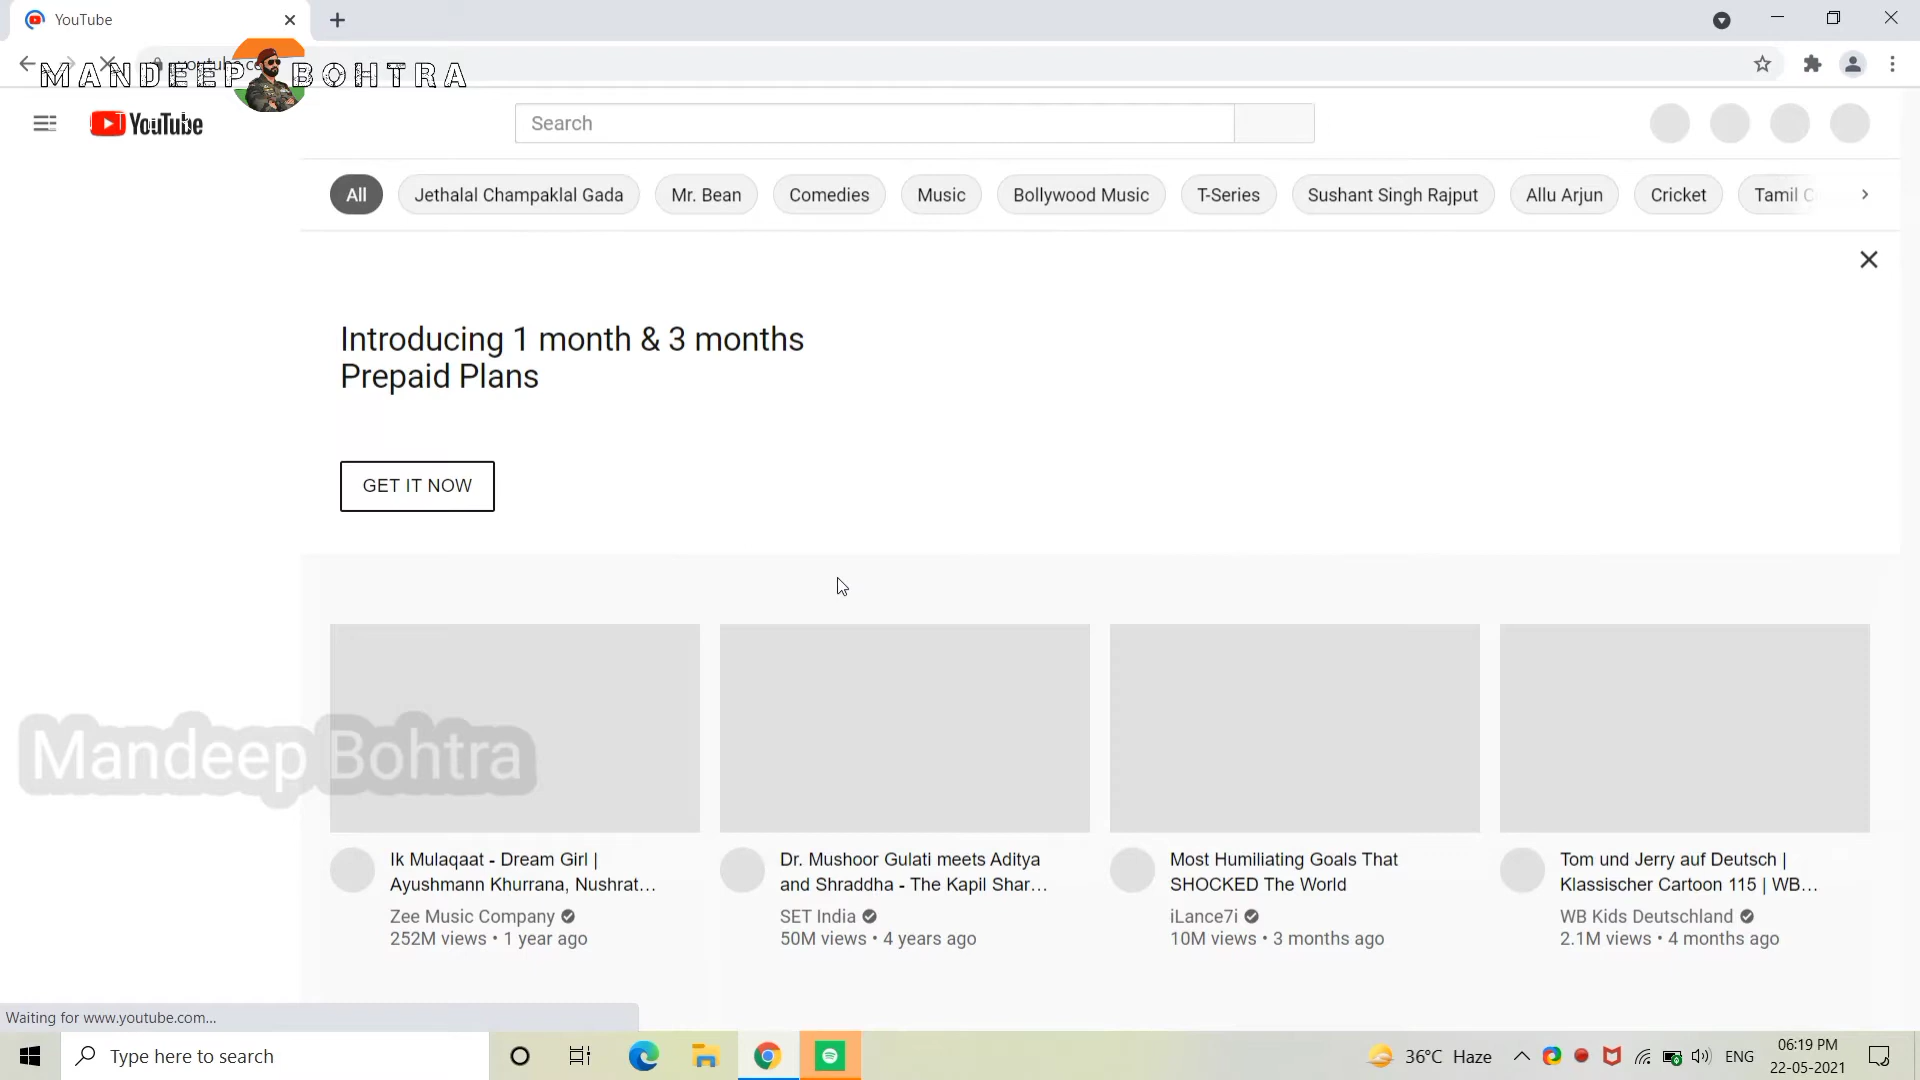 YouTube
MANDEEP BOHTRA
YouTube
Search
All
Jethalal Champaklal Gada
Mr. Bean
Comedies
Music
Bollywood Music
T-Series
Sushant Singh Rajput
Allu Arjun
Cricket
Tamil
Introducing 1 month & 3 months
Prepaid Plans
GET IT NOW
Mandeep Bohtra
Ik Mulaqaat - Dream Girl |
Ayushmann Khurrana, Nushrat...
Zee Music Company
252M views • 1 year ago
Dr. Mushoor Gulati meets Aditya
and Shraddha - The Kapil Shar...
SET India
50M views • 4 years ago
Most Humiliating Goals That
SHOCKED The World
iLance7i
10M views • 3 months ago
Tom und Jerry auf Deutsch |
Klassischer Cartoon 115 | WB...
WB Kids Deutschland
2.1M views • 4 months ago
Waiting for www.youtube.com...
Type here to search
36°C Haze
ENG
06:19 PM
22-05-2021